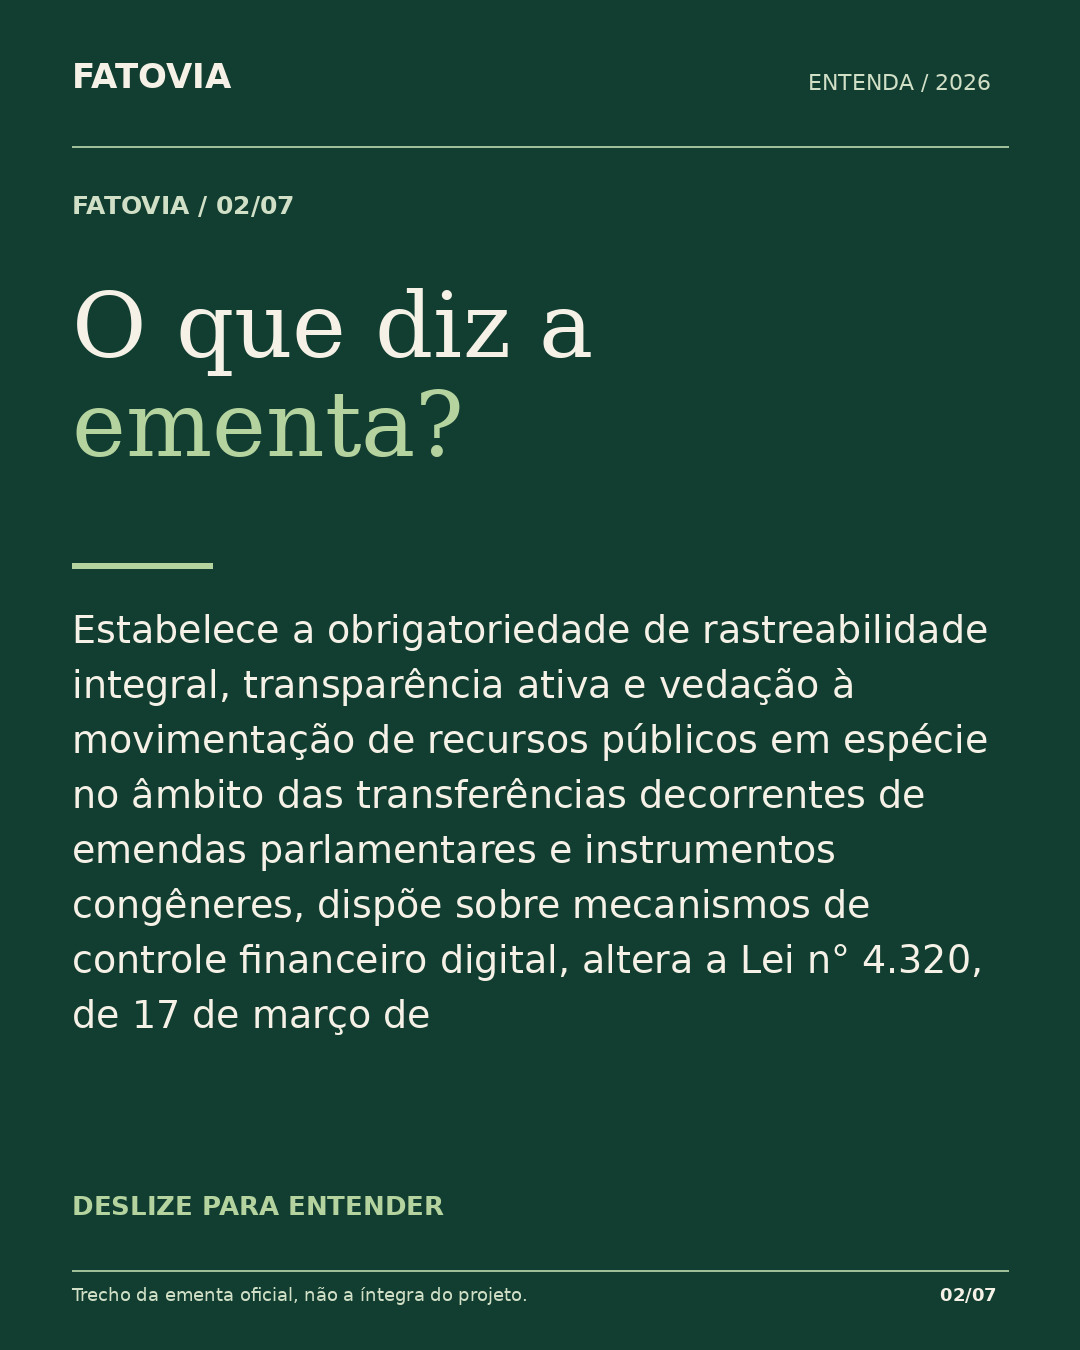 FATOVIA
ENTENDA / 2026
FATOVIA / 02/07
O que diz a
ementa?
Estabelece a obrigatoriedade de rastreabilidade
integral, transparência ativa e vedação à
movimentação de recursos públicos em espécie
no âmbito das transferências decorrentes de
emendas parlamentares e instrumentos
congêneres, dispõe sobre mecanismos de
controle financeiro digital, altera a Lei n° 4.320,
de 17 de março de
DESLIZE PARA ENTENDER
Trecho da ementa oficial, não a íntegra do projeto.
02/07